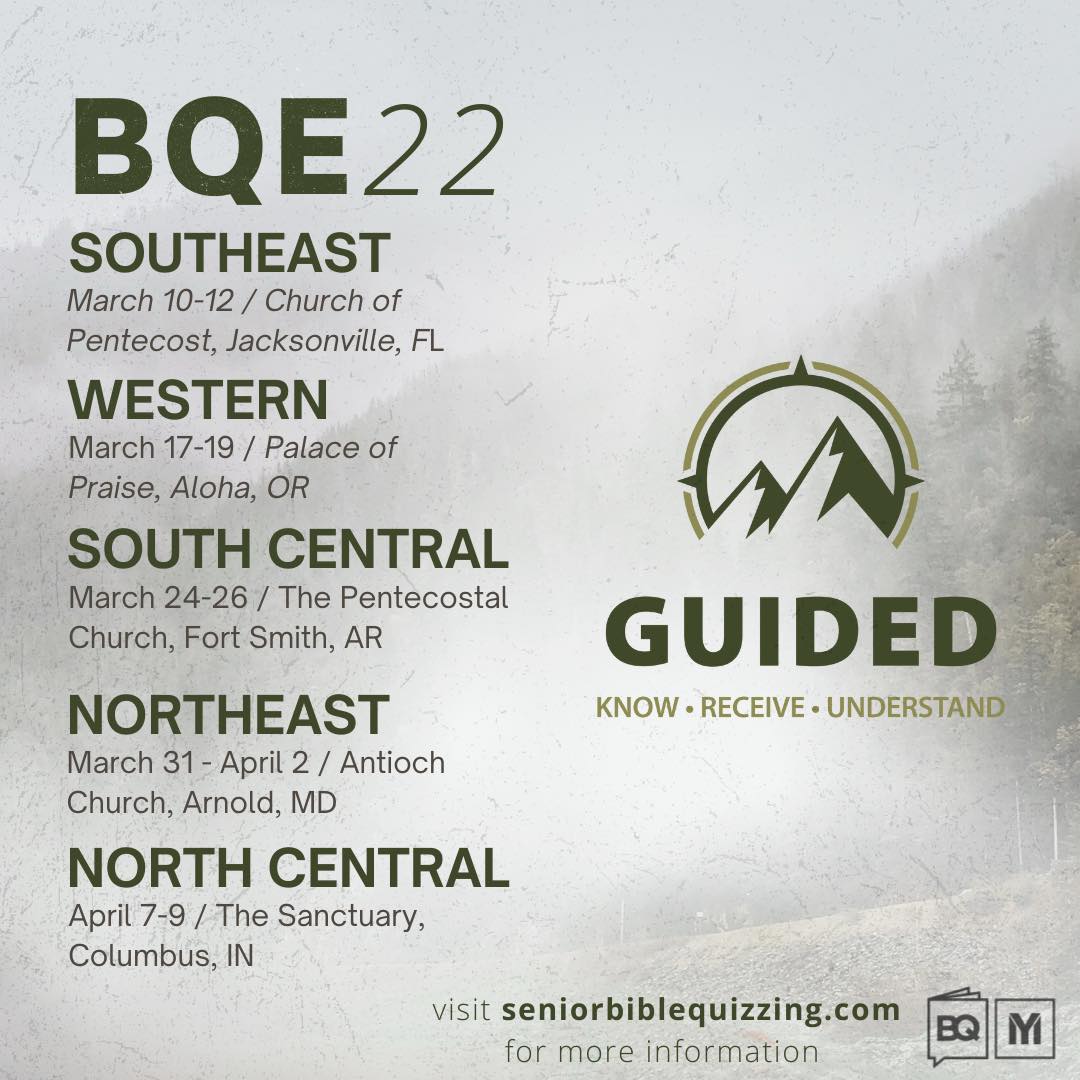 BQE 22
SOUTHEAST
March 10-12 / Church of
Pentecost, Jacksonville, FL
WESTERN
March 17-19 / Palace of
Praise, Aloha, OR
SOUTH CENTRAL
March 24-26 / The Pentecostal
Church, Fort Smith, AR
NORTHEAST
March 31 - April 2 / Antioch
Church, Arnold, MD
NORTH CENTRAL
April 7-9 / The Sanctuary,
Columbus, IN
GUIDED
KNOW • RECEIVE • UNDERSTAND
visit seniorbiblequizzing.com
for more information
BQ